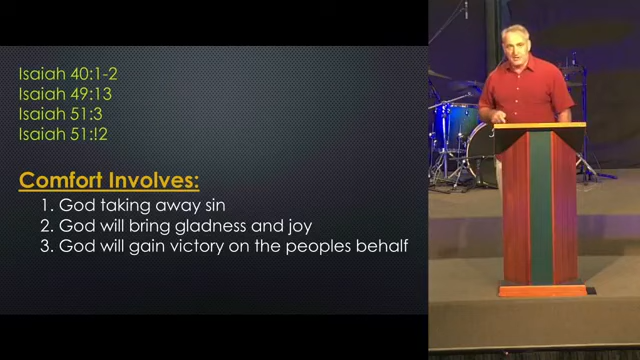 Isaiah 40:1-2
Isaiah 49:13
Isaiah 51:3
Isaiah 51:!2
Comfort Involves:
1. God taking away sin
2. God will bring gladness and joy
3. God will gain victory on the peoples behalf